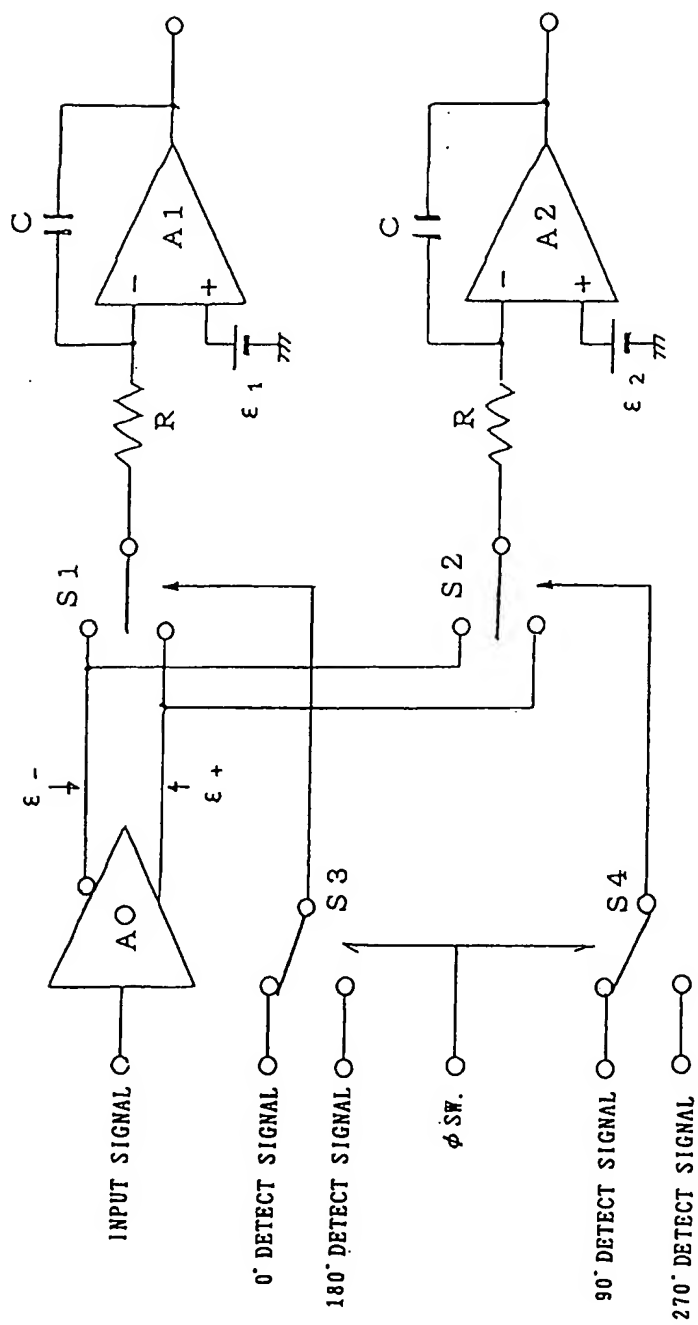 INPUT SIGNAL
A0
ε−
ε+
S1
R
C
A1
−
+
ε1
0° DETECT SIGNAL
180° DETECT SIGNAL
S3
φ SW.
S2
R
C
A2
−
+
ε2
90° DETECT SIGNAL
270° DETECT SIGNAL
S4